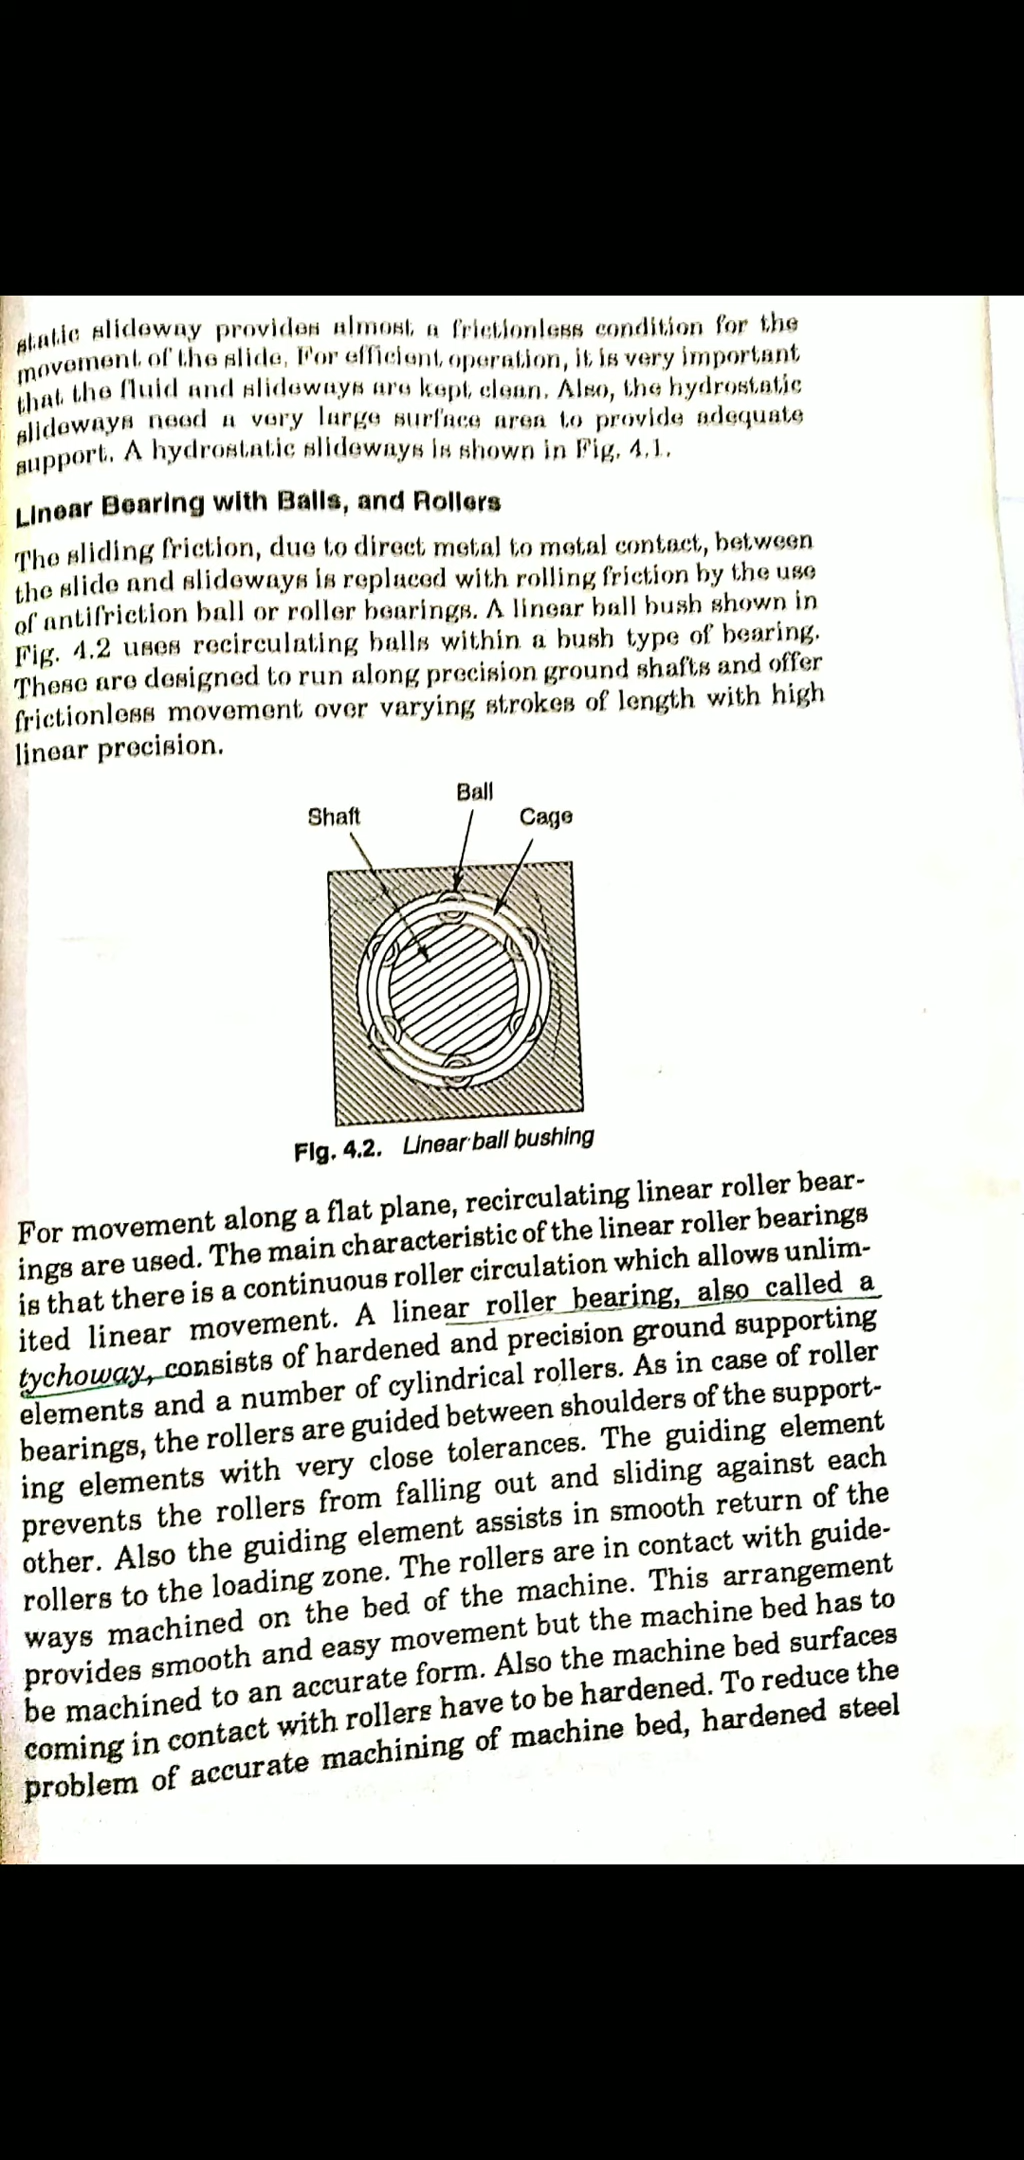 static slideway provides almost a frictionless condition for the
movement of the slide, For efficient operation, it is very important
that the fluid and slideways are kept clean. Also, the hydrostatic
slideways need a very large surface area to provide adequate
support. A hydrostatic slideways is shown in Fig. 4.1.
Linear Bearing with Balls, and Rollers
The sliding friction, due to direct metal to metal contact, between
the slide and slideways is replaced with rolling friction by the use
of antifriction ball or roller bearings. A linear ball bush shown in
Fig. 4.2 uses recirculating balls within a bush type of bearing.
These are designed to run along precision ground shafts and offer
frictionless movement over varying strokes of length with high
linear precision.
Ball
Shaft
Cage
Fig. 4.2. Linear ball bushing
For movement along a flat plane, recirculating linear roller bear-
ings are used. The main characteristic of the linear roller bearings
is that there is a continuous roller circulation which allows unlim-
ited linear movement. A linear roller bearing, also called a
tychoway, consists of hardened and precision ground supporting
elements and a number of cylindrical rollers. As in case of roller
bearings, the rollers are guided between shoulders of the support-
ing elements with very close tolerances. The guiding element
prevents the rollers from falling out and sliding against each
other. Also the guiding element assists in smooth return of the
rollers to the loading zone. The rollers are in contact with guide-
ways machined on the bed of the machine. This arrangement
provides smooth and easy movement but the machine bed has to
be machined to an accurate form. Also the machine bed surfaces
coming in contact with rollers have to be hardened. To reduce the
problem of accurate machining of machine bed, hardened steel